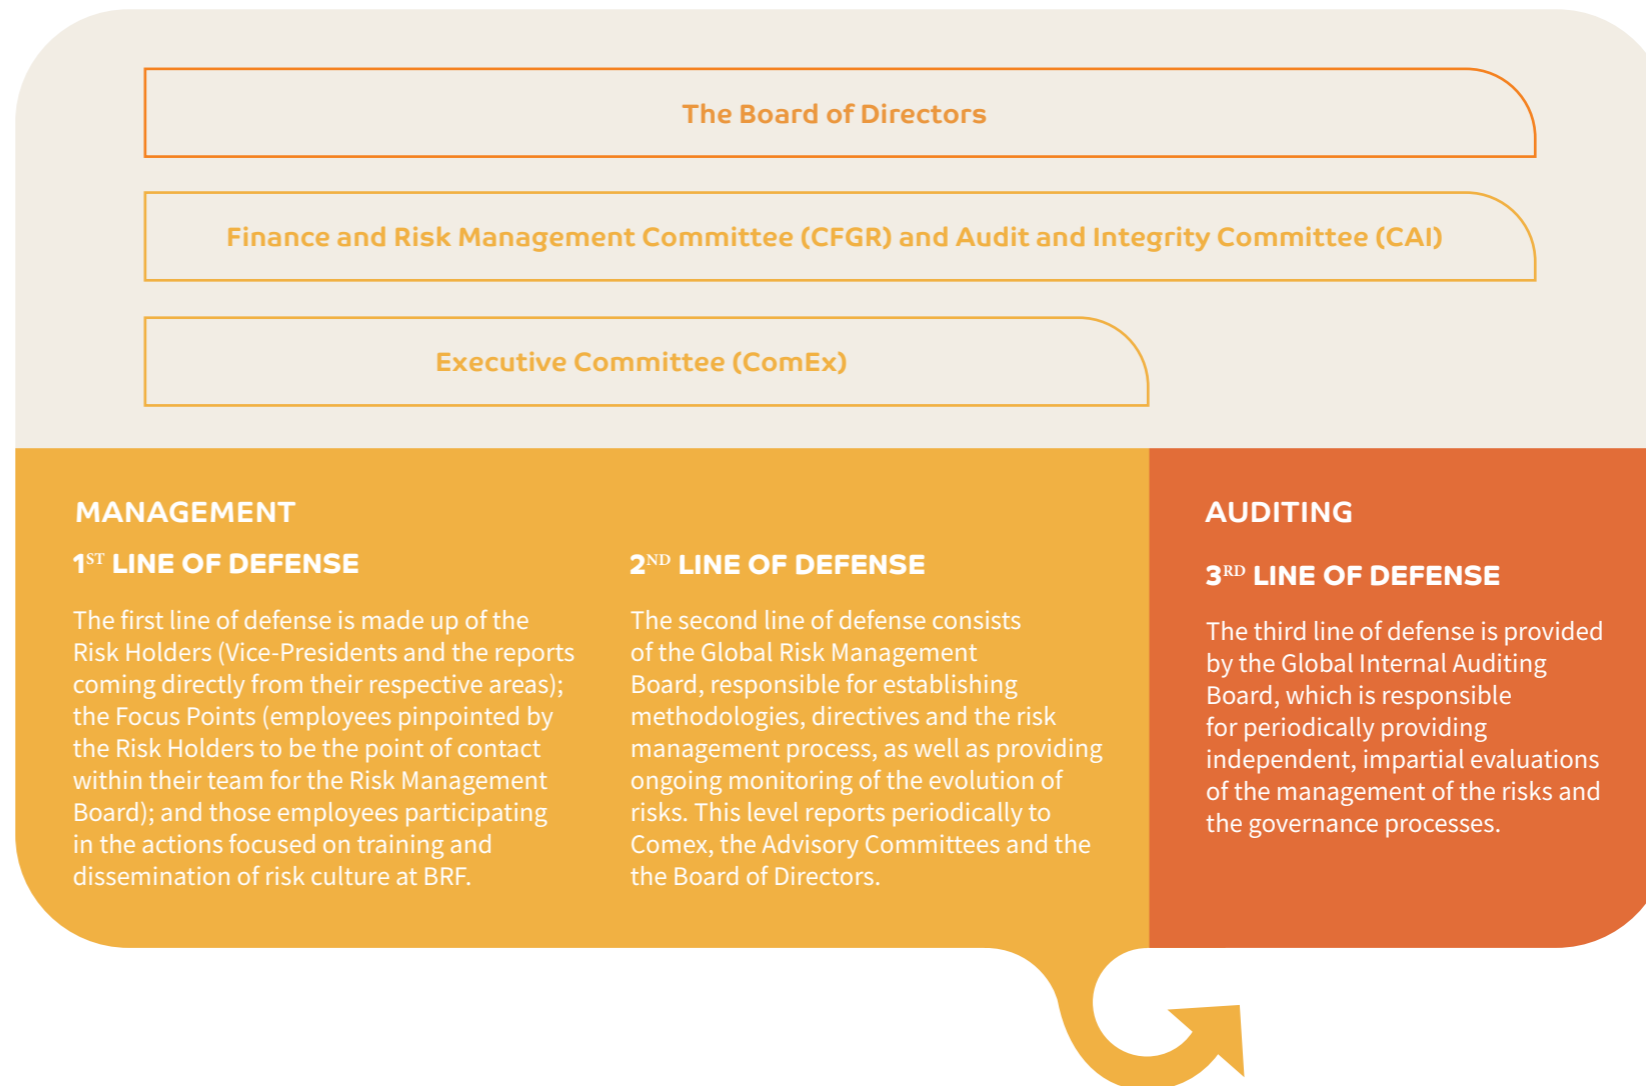 The Board of Directors
Finance and Risk Management Committee (CFGR) and Audit and Integrity Committee (CAI)
Executive Committee (ComEx)
MANAGEMENT
1ST LINE OF DEFENSE
The first line of defense is made up of the
Risk Holders (Vice-Presidents and the reports
coming directly from their respective areas);
the Focus Points (employees pinpointed by
the Risk Holders to be the point of contact
within their team for the Risk Management
Board); and those employees participating
in the actions focused on training and
dissemination of risk culture at BRF.
2ND LINE OF DEFENSE
The second line of defense consists
of the Global Risk Management
Board, responsible for establishing
methodologies, directives and the risk
management process, as well as providing
ongoing monitoring of the evolution of
risks. This level reports periodically to
Comex, the Advisory Committees and the
the Board of Directors.
AUDITING
3RD LINE OF DEFENSE
The third line of defense is provided
by the Global Internal Auditing
Board, which is responsible
for periodically providing
independent, impartial evaluations
of the management of the risks and
the governance processes.